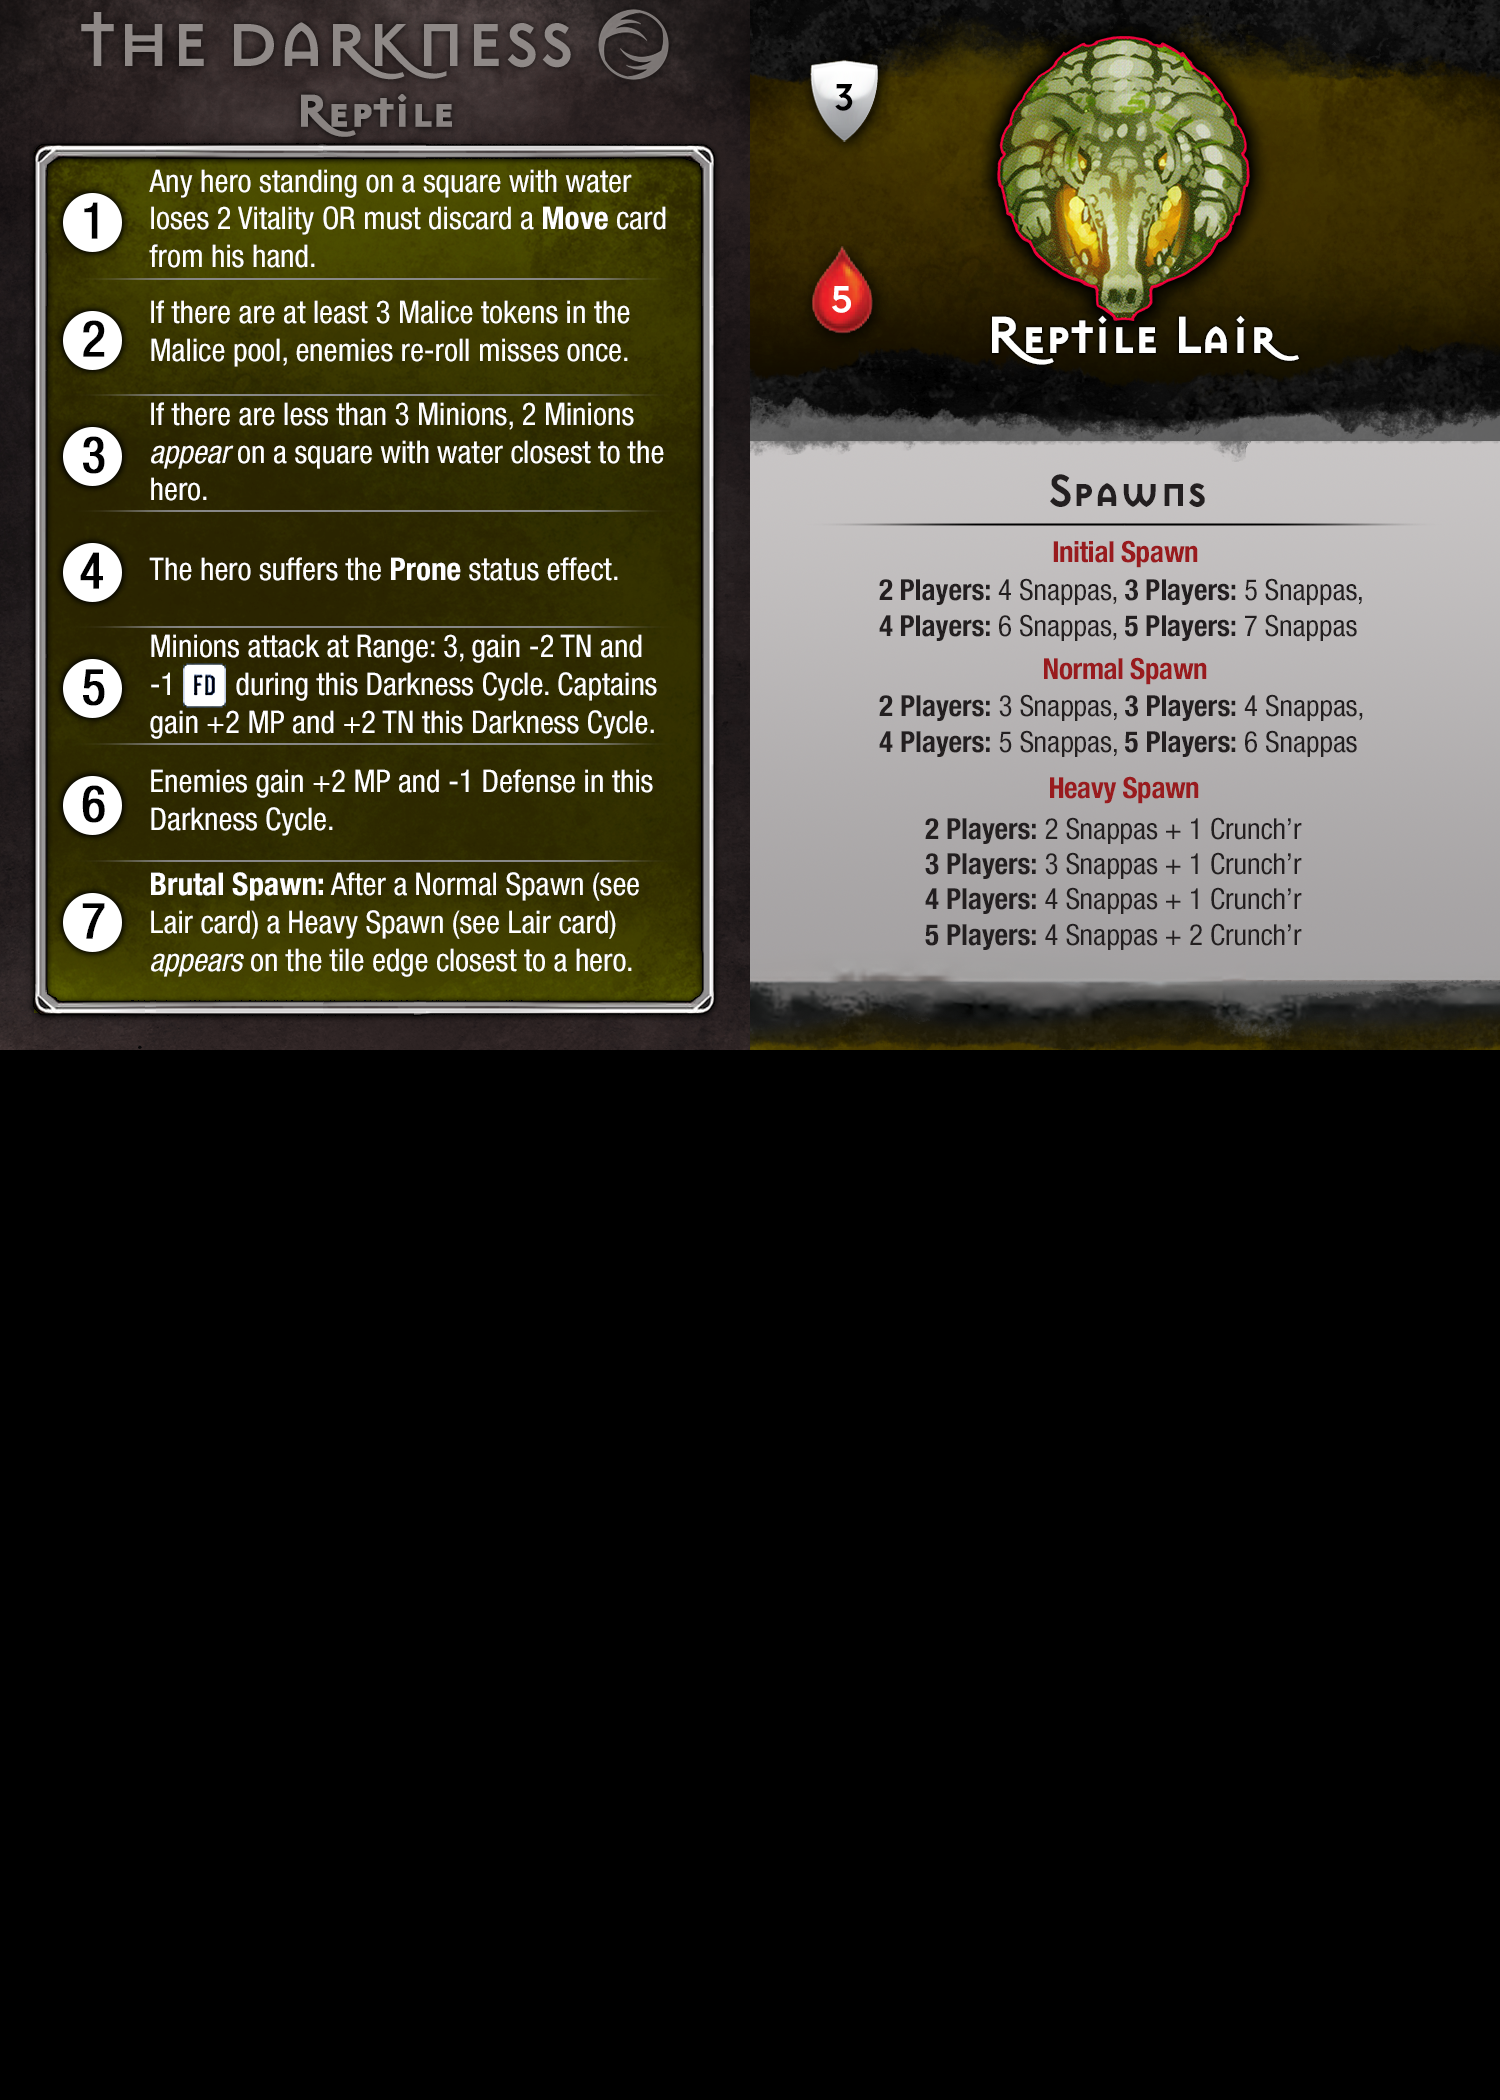 THE DARKNESS
REPTILE
1
Any hero standing on a square with water
loses 2 Vitality OR must discard a Move card
from his hand.
2
If there are at least 3 Malice tokens in the
Malice pool, enemies re-roll misses once.
3
If there are less than 3 Minions, 2 Minions
appear on a square with water closest to the
hero.
4
The hero suffers the Prone status effect.
5
Minions attack at Range: 3, gain -2 TN and
-1 FD during this Darkness Cycle. Captains
gain +2 MP and +2 TN this Darkness Cycle.
6
Enemies gain +2 MP and -1 Defense in this
Darkness Cycle.
7
Brutal Spawn: After a Normal Spawn (see
Lair card) a Heavy Spawn (see Lair card)
appears on the tile edge closest to a hero.
3
5
REPTILE LAIR
SPAWNS
Initial Spawn
2 Players: 4 Snappas, 3 Players: 5 Snappas,
4 Players: 6 Snappas, 5 Players: 7 Snappas
Normal Spawn
2 Players: 3 Snappas, 3 Players: 4 Snappas,
4 Players: 5 Snappas, 5 Players: 6 Snappas
Heavy Spawn
2 Players: 2 Snappas + 1 Crunch’r
3 Players: 3 Snappas + 1 Crunch’r
4 Players: 4 Snappas + 1 Crunch’r
5 Players: 4 Snappas + 2 Crunch’r